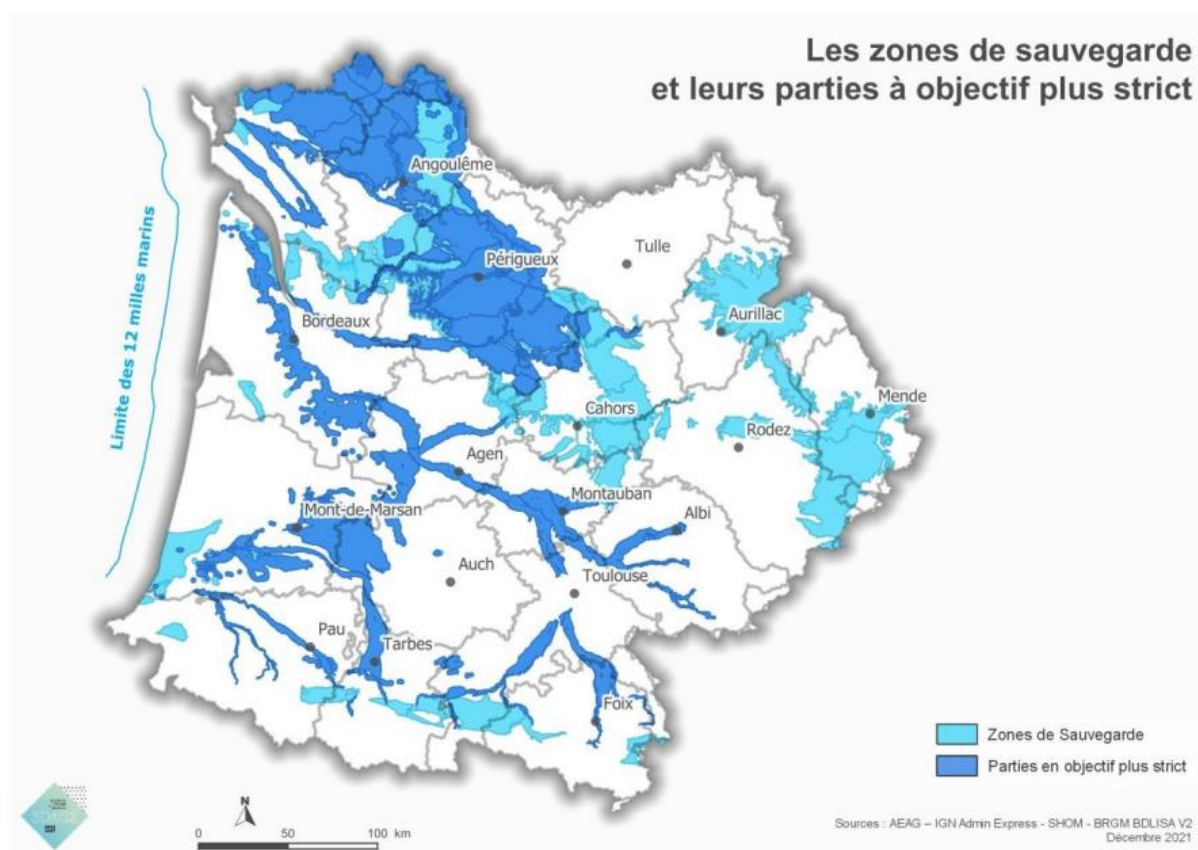 Les zones de sauvegarde
et leurs parties à objectif plus strict
Limite des 12 milles marins
Angoulême
Périgueux
Tulle
Bordeaux
Aurillac
Cahors
Mende
Rodez
Agen
Montauban
Mont-de-Marsan
Albi
Auch
Toulouse
Pau
Tarbes
Foix
Zones de Sauvegarde
Parties en objectif plus strict
N
0 50 100 km
Sources : AEAG – IGN Admin Express - SHOM - BRGM BDLISA V2
Décembre 2021